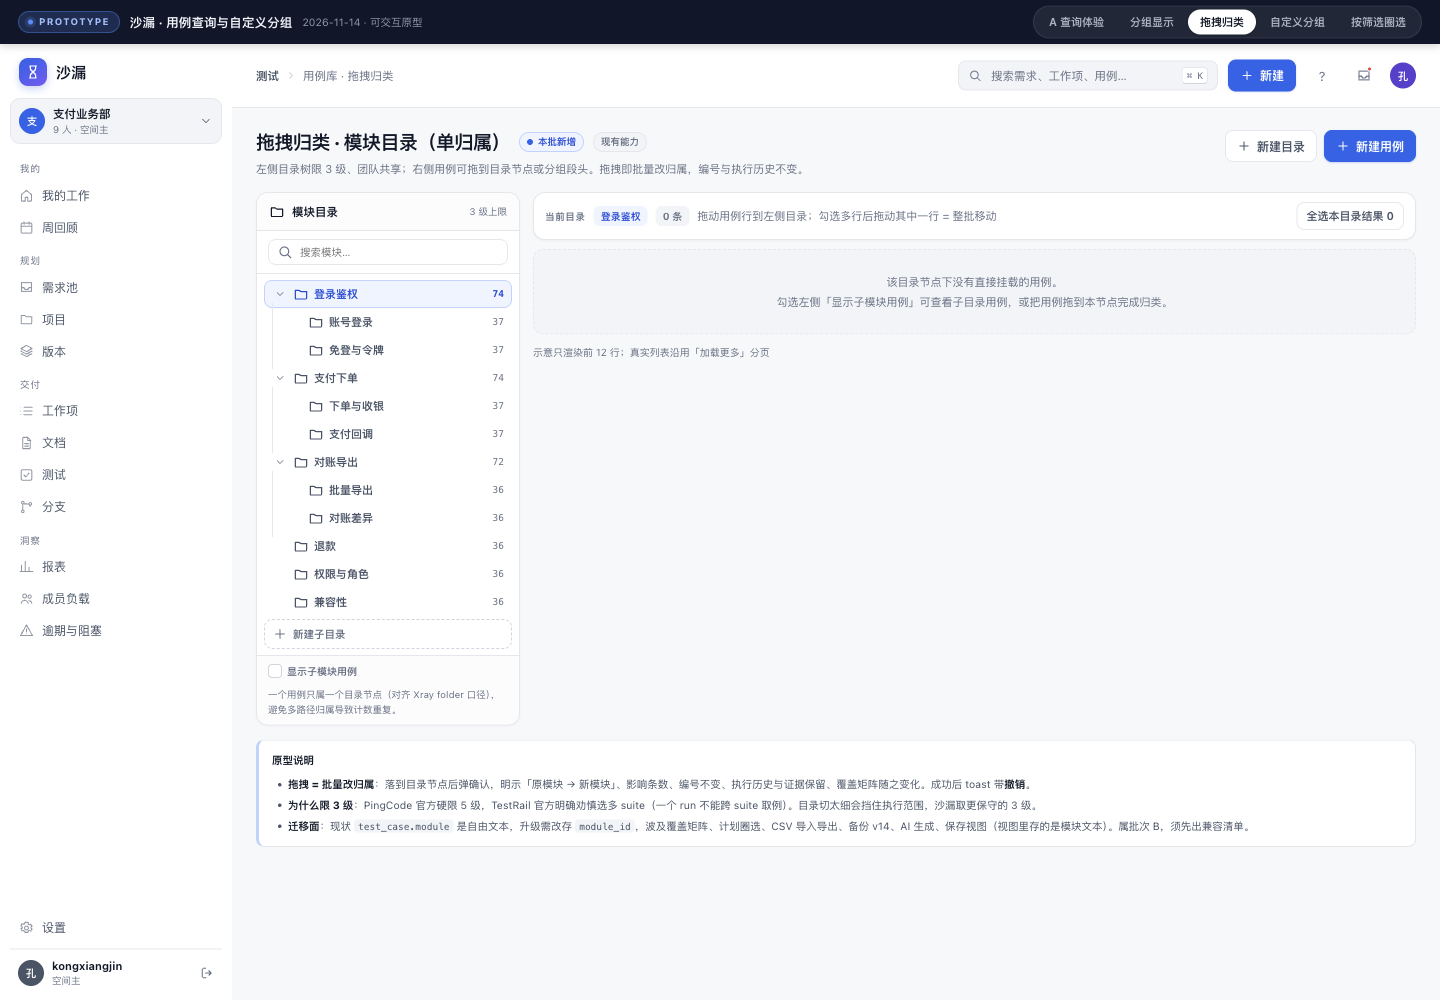 PROTOTYPE 沙漏 · 用例查询与自定义分组 2026-11-14 · 可交互原型 A 查询体验 分组显示 拖拽归类 自定义分组 按筛选圈选
沙漏
测试 用例库 · 拖拽归类 搜索需求、工作项、用例... ⌘ K 新建 ? 孔
支 支付业务部
9 人 · 空间主
我的
我的工作
周回顾
规划
需求池
项目
版本
交付
工作项
文档
测试
分支
洞察
报表
成员负载
逾期与阻塞
设置
孔 kongxiangjin
空间主
拖拽归类 · 模块目录（单归属） 本批新增 现有能力 新建目录 新建用例
左侧目录树限 3 级、团队共享；右侧用例可拖到目录节点或分组段头。拖拽即批量改归属，编号与执行历史不变。
模块目录 3 级上限
搜索模块...
登录鉴权 74
账号登录 37
免登与令牌 37
支付下单 74
下单与收银 37
支付回调 37
对账导出 72
批量导出 36
对账差异 36
退款 36
权限与角色 36
兼容性 36
新建子目录
显示子模块用例
一个用例只属一个目录节点（对齐 Xray folder 口径），
避免多路径归属导致计数重复。
当前目录 登录鉴权 0 条 拖动用例行到左侧目录；勾选多行后拖动其中一行 = 整批移动 全选本目录结果 0
该目录节点下没有直接挂载的用例。
勾选左侧「显示子模块用例」可查看子目录用例，或把用例拖到本节点完成归类。
示意只渲染前 12 行；真实列表沿用「加载更多」分页
原型说明
• 拖拽 = 批量改归属：落到目录节点后弹确认，明示「原模块 → 新模块」、影响条数、编号不变、执行历史与证据保留、覆盖矩阵随之变化。成功后 toast 带撤销。
• 为什么限 3 级：PingCode 官方硬限 5 级，TestRail 官方明确劝慎选多 suite（一个 run 不能跨 suite 取例）。目录切太细会挡住执行范围，沙漏取更保守的 3 级。
• 迁移面：现状 test_case.module 是自由文本，升级需改存 module_id，波及覆盖矩阵、计划圈选、CSV 导入导出、备份 v14、AI 生成、保存视图（视图里存的是模块文本）。属批次 B，须先出兼容清单。